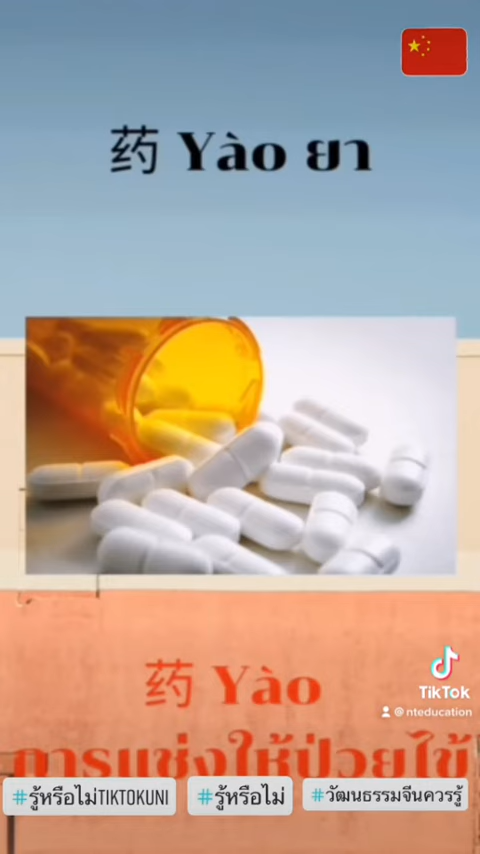 药 Yào ยา
药 Yào
การแช่งให้ป่วยไข้
TikTok
@nteducation
#รู้หรือไม่TIKTOKUNI
#รู้หรือไม่
#วัฒนธรรมจีนควรรู้